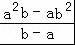 a²b − ab²
b − a